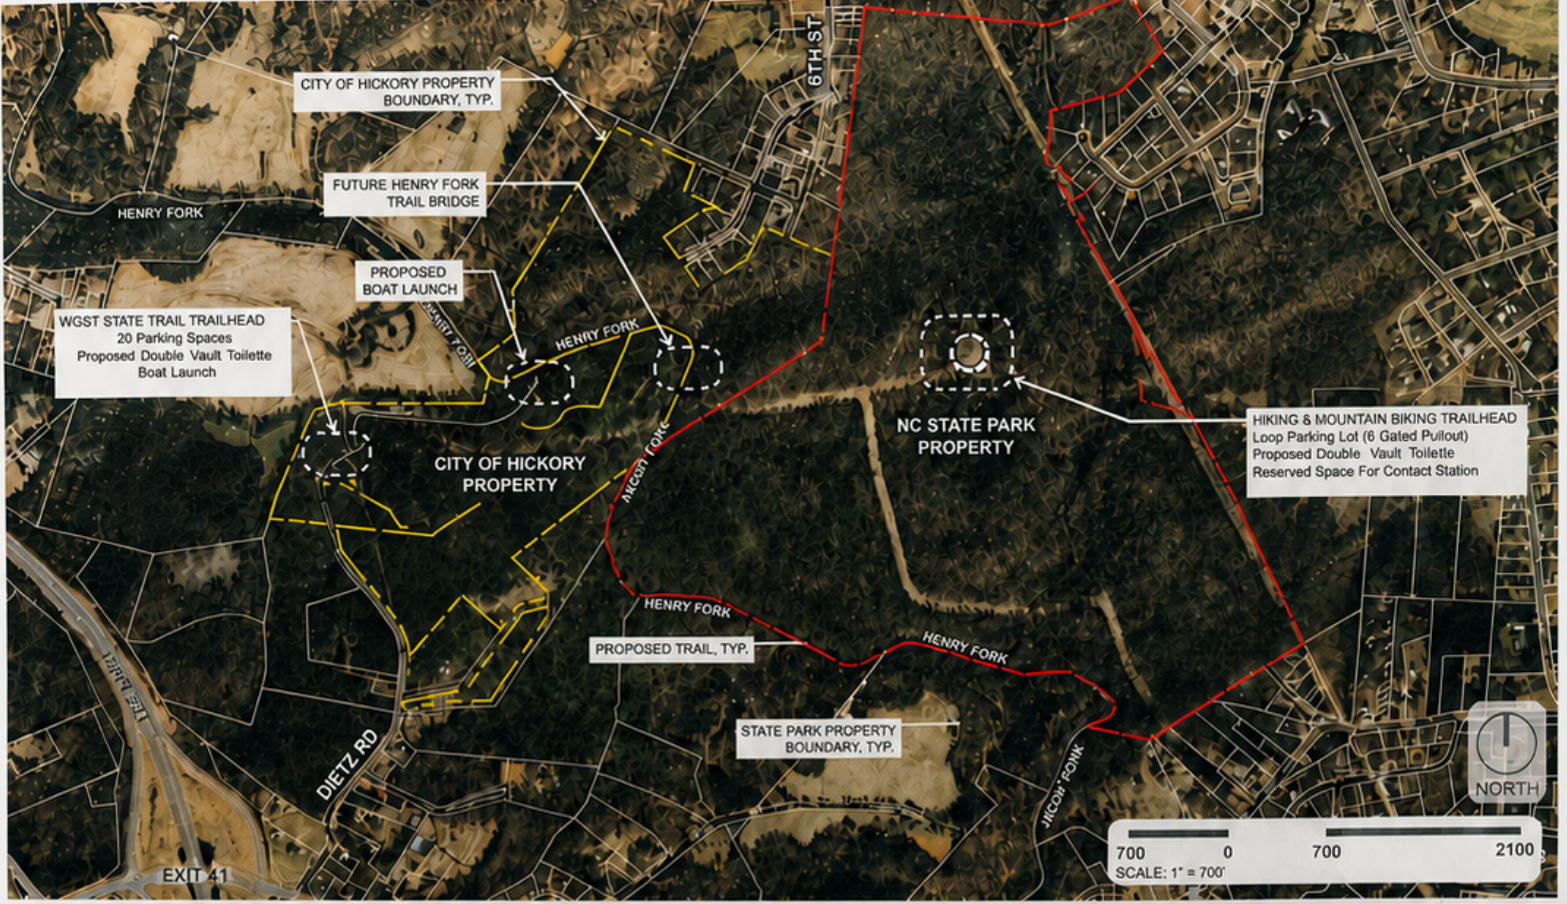 6TH ST
CITY OF HICKORY PROPERTY
BOUNDARY, TYP.
FUTURE HENRY FORK
TRAIL BRIDGE
HENRY FORK
PROPOSED
BOAT LAUNCH
WGST STATE TRAIL TRAILHEAD
20 Parking Spaces
Proposed Double Vault Toilette
Boat Launch
HENRY FORK
NC STATE PARK
PROPERTY
HIKING & MOUNTAIN BIKING TRAILHEAD
Loop Parking Lot (6 Gated Pullout)
Proposed Double Vault Toilette
Reserved Space For Contact Station
CITY OF HICKORY
PROPERTY
HENRY FORK
PROPOSED TRAIL, TYP.
HENRY FORK
STATE PARK PROPERTY
BOUNDARY, TYP.
DIETZ RD
EXIT 41
NORTH
700 0 700 2100
SCALE: 1" = 700'